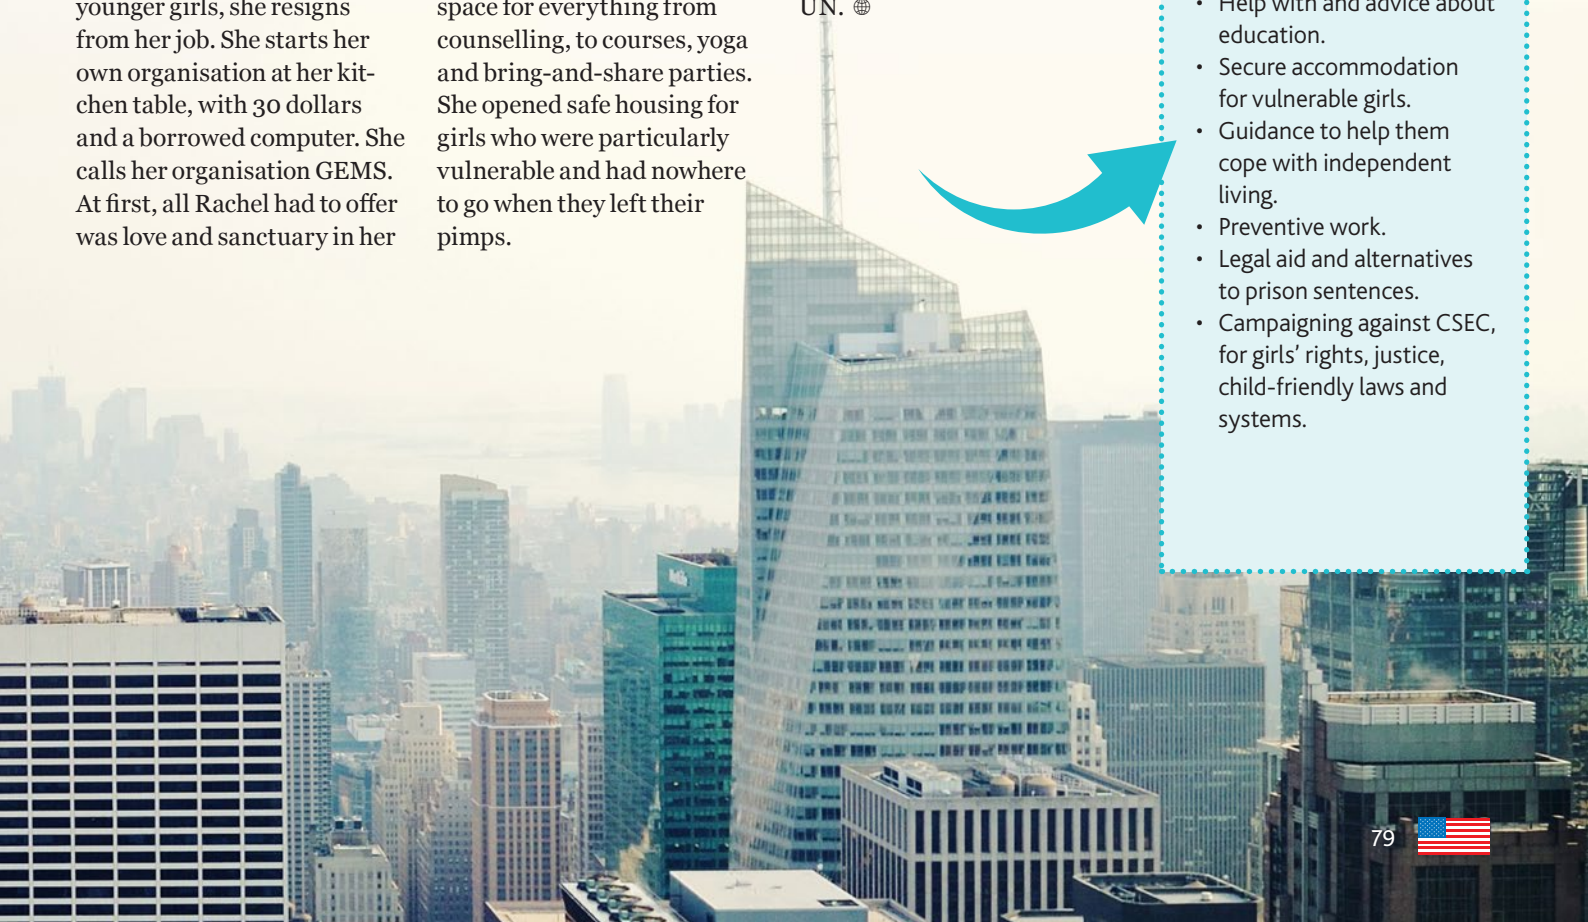 younger girls, she resigns
from her job. She starts her
own organisation at her kit-
chen table, with 30 dollars
and a borrowed computer. She
calls her organisation GEMS.
At first, all Rachel had to offer
was love and sanctuary in her
space for everything from
counselling, to courses, yoga
and bring-and-share parties.
She opened safe housing for
girls who were particularly
vulnerable and had nowhere
to go when they left their
pimps.
UN.
• Help with and advice about
education.
• Secure accommodation
for vulnerable girls.
• Guidance to help them
cope with independent
living.
• Preventive work.
• Legal aid and alternatives
to prison sentences.
• Campaigning against CSEC,
for girls’ rights, justice,
child-friendly laws and
systems.
MetLife
79